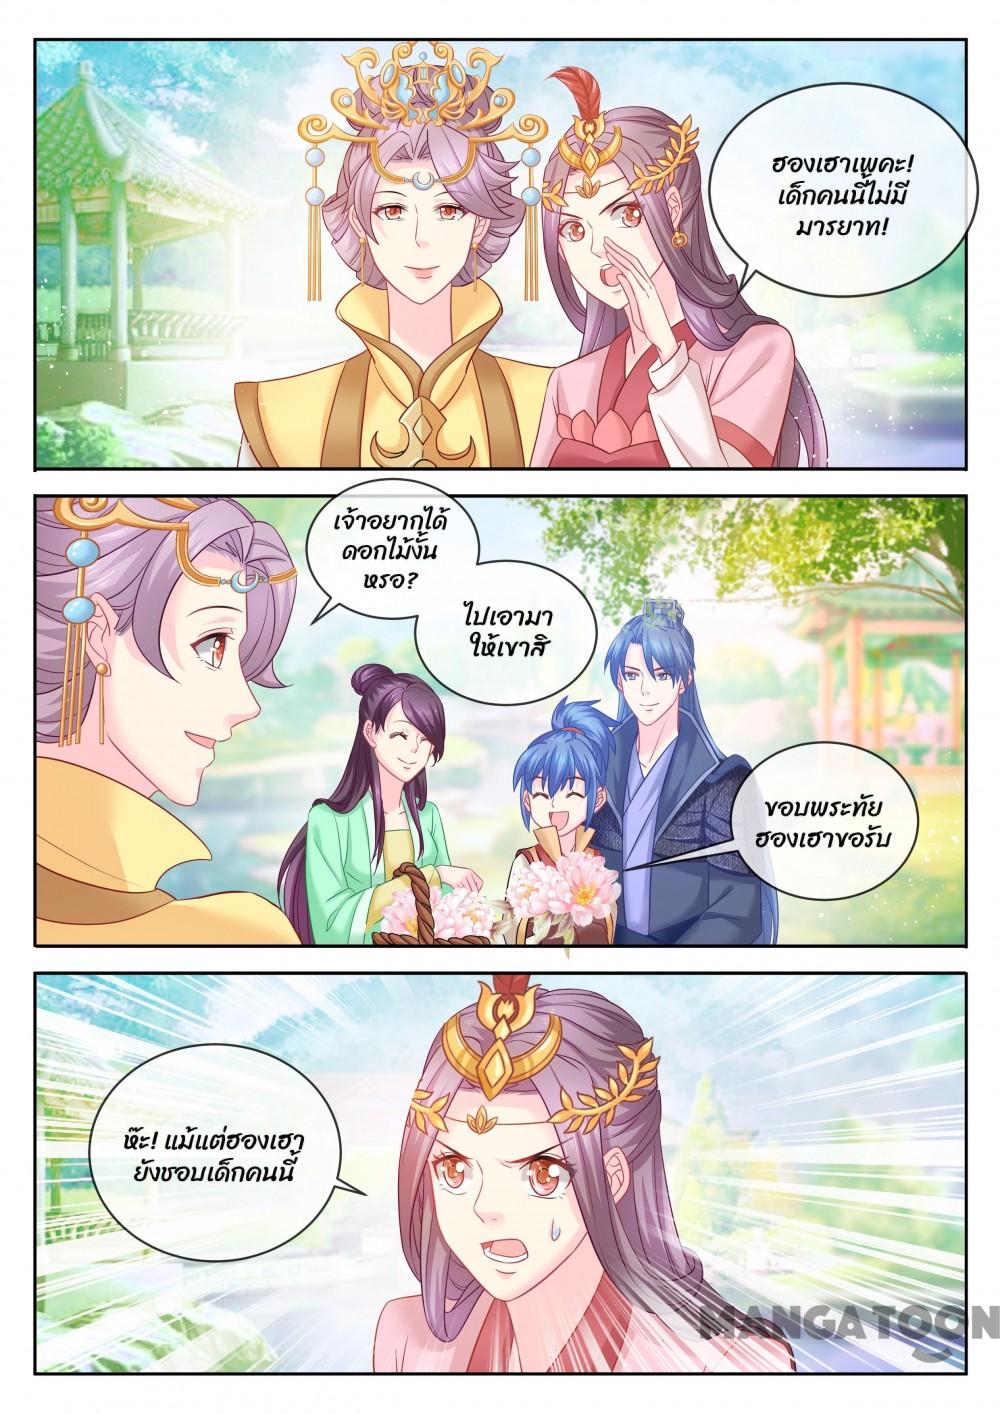 ฮองเฮาเพคะ!
เด็กคนนี้ไม่มี
มารยาท!
เจ้าอยากได้
ดอกไม้งั้น
หรอ?
ไปเอามา
ให้เขาสิ
ขอบพระทัย
ฮองเฮาขอรับ
ห๊ะ! แม้แต่ฮองเฮา
ยังชอบเด็กคนนี้
MANGATOON